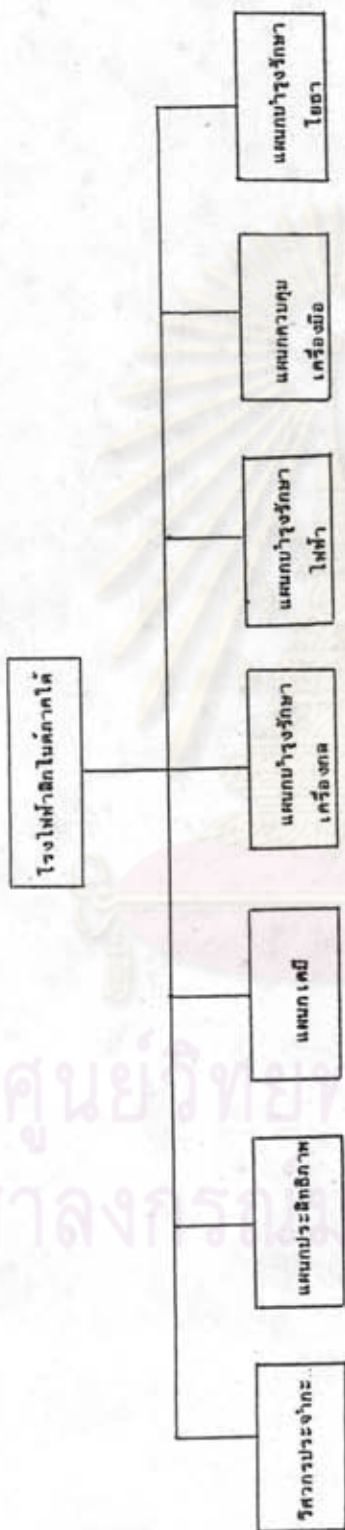 โรงไฟฟ้าลิกไนต์ภาคใต้
วิศวกรประจำกะ..
แผนกประสิทธิภาพ
แผนกเคมี
แผนกบำรุงรักษา
เครื่องกล
แผนกบำรุงรักษา
ไฟฟ้า
แผนกควบคุม
เครื่องมือ
แผนกบำรุงรักษา
โยธา